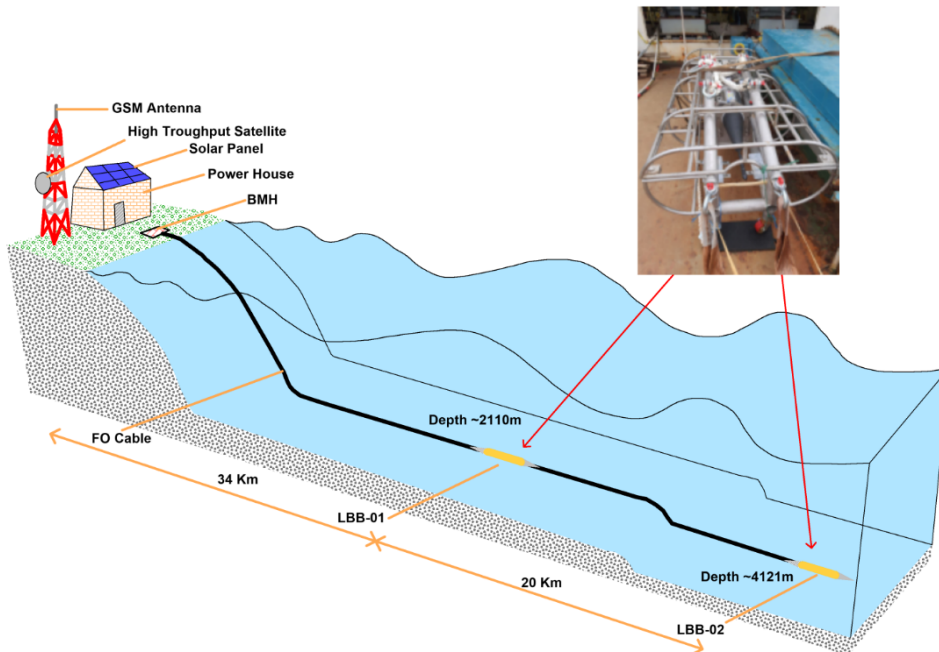 GSM Antenna
High Troughput Satellite
Solar Panel
Power House
BMH
Depth ~2110m
FO Cable
34 Km
LBB-01
20 Km
Depth ~4121m
LBB-02